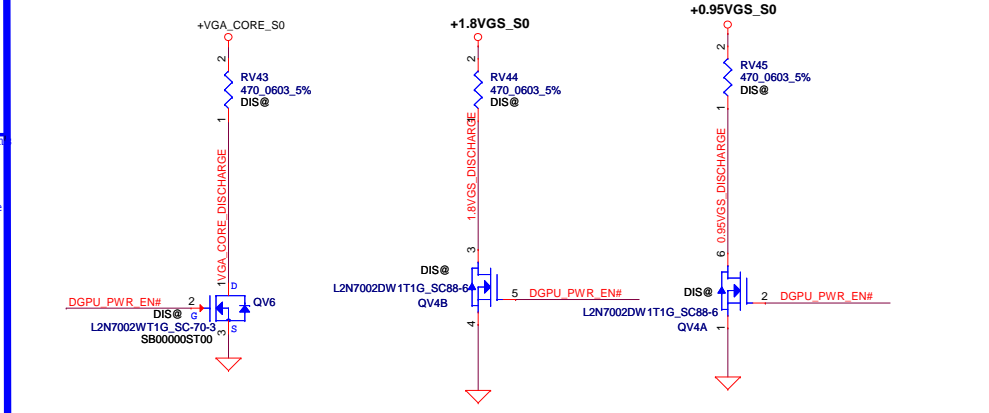 +VGA_CORE_S0
2
RV43
470_0603_5%
DIS@
1
VGA_CORE_DISCHARGE
1
D
DGPU_PWR_EN#
2
G
QV6
DIS@
L2N7002WT1G_SC-70-3
SB00000ST00
3
S
+1.8VGS_S0
2
RV44
470_0603_5%
DIS@
1
1.8VGS_DISCHARGE
3
DIS@
L2N7002DW1T1G_SC88-6
QV4B
5
DGPU_PWR_EN#
4
+0.95VGS_S0
2
RV45
470_0603_5%
DIS@
1
0.95VGS_DISCHARGE
6
DIS@
2
DGPU_PWR_EN#
L2N7002DW1T1G_SC88-6
QV4A
1